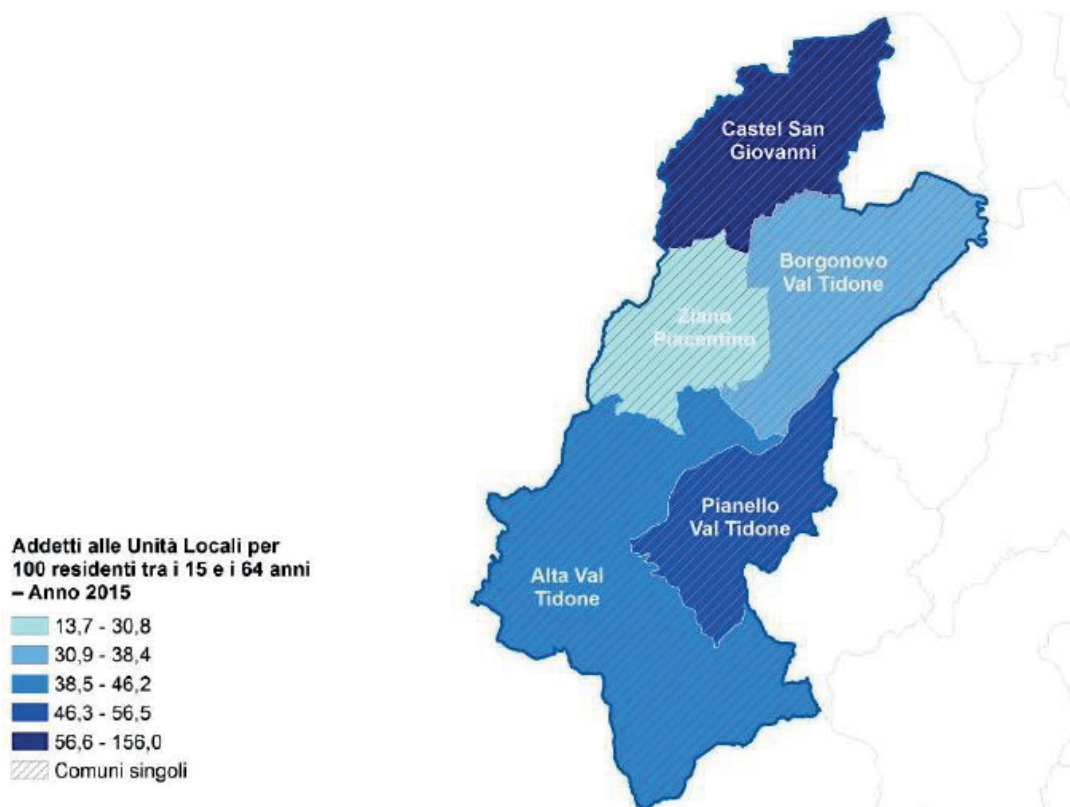 Castel San
Giovanni
Borgonovo
Val Tidone
Ziano
Piacentino
Pianello
Val Tidone
Alta Val
Tidone
Addetti alle Unità Locali per
100 residenti tra i 15 e i 64 anni
– Anno 2015
13,7 - 30,8
30,9 - 38,4
38,5 - 46,2
46,3 - 56,5
56,6 - 156,0
Comuni singoli